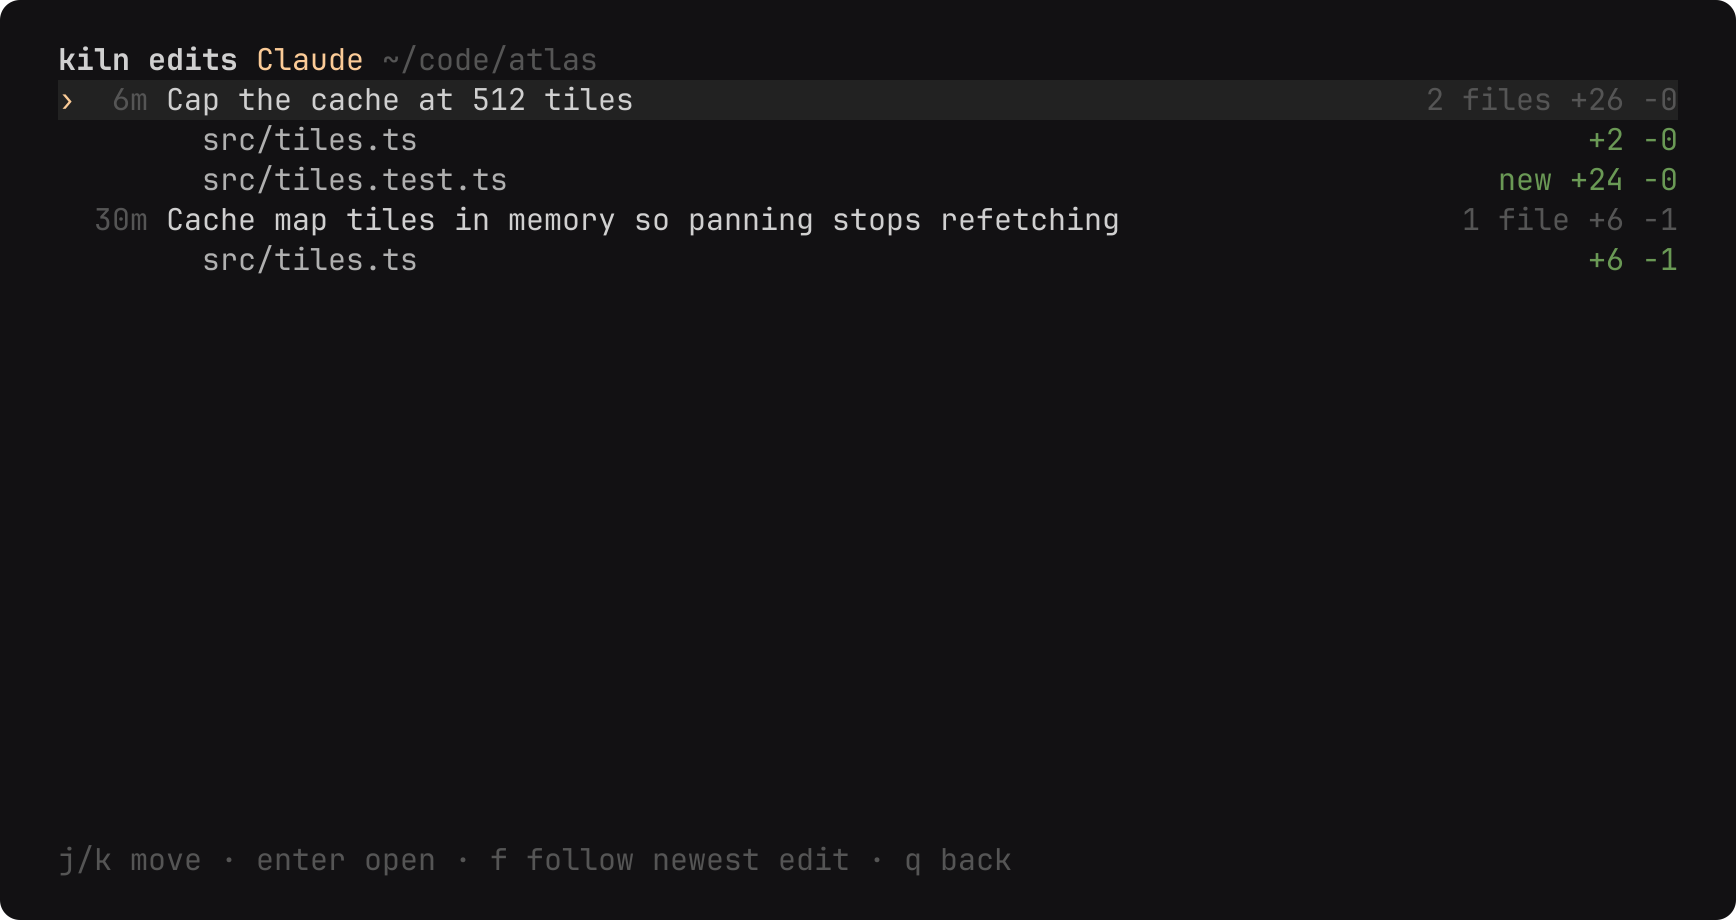 kiln edits Claude ~/code/atlas
› 6m Cap the cache at 512 tiles 2 files +26 -0
src/tiles.ts +2 -0
src/tiles.test.ts new +24 -0
30m Cache map tiles in memory so panning stops refetching 1 file +6 -1
src/tiles.ts +6 -1
j/k move · enter open · f follow newest edit · q back